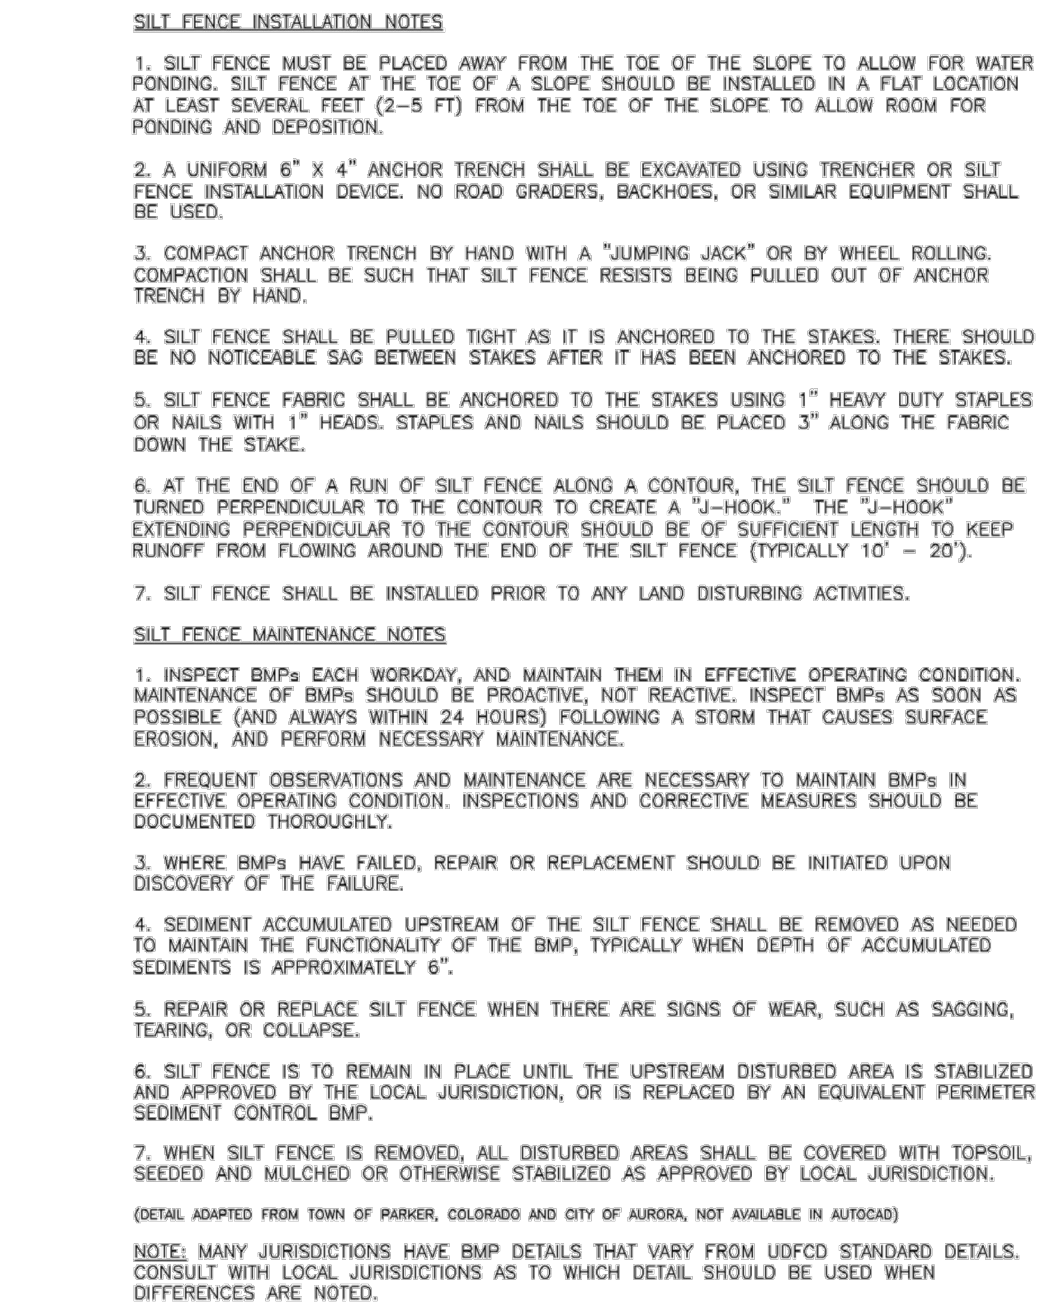 SILT FENCE INSTALLATION NOTES
1. SILT FENCE MUST BE PLACED AWAY FROM THE TOE OF THE SLOPE TO ALLOW FOR WATER
PONDING. SILT FENCE AT THE TOE OF A SLOPE SHOULD BE INSTALLED IN A FLAT LOCATION
AT LEAST SEVERAL FEET (2-5 FT) FROM THE TOE OF THE SLOPE TO ALLOW ROOM FOR
PONDING AND DEPOSITION.
2. A UNIFORM 6" X 4" ANCHOR TRENCH SHALL BE EXCAVATED USING TRENCHER OR SILT
FENCE INSTALLATION DEVICE. NO ROAD GRADERS, BACKHOES, OR SIMILAR EQUIPMENT SHALL
BE USED.
3. COMPACT ANCHOR TRENCH BY HAND WITH A "JUMPING JACK" OR BY WHEEL ROLLING.
COMPACTION SHALL BE SUCH THAT SILT FENCE RESISTS BEING PULLED OUT OF ANCHOR
TRENCH BY HAND.
4. SILT FENCE SHALL BE PULLED TIGHT AS IT IS ANCHORED TO THE STAKES. THERE SHOULD
BE NO NOTICEABLE SAG BETWEEN STAKES AFTER IT HAS BEEN ANCHORED TO THE STAKES.
5. SILT FENCE FABRIC SHALL BE ANCHORED TO THE STAKES USING 1" HEAVY DUTY STAPLES
OR NAILS WITH 1" HEADS. STAPLES AND NAILS SHOULD BE PLACED 3" ALONG THE FABRIC
DOWN THE STAKE.
6. AT THE END OF A RUN OF SILT FENCE ALONG A CONTOUR, THE SILT FENCE SHOULD BE
TURNED PERPENDICULAR TO THE CONTOUR TO CREATE A "J-HOOK." THE "J-HOOK"
EXTENDING PERPENDICULAR TO THE CONTOUR SHOULD BE OF SUFFICIENT LENGTH TO KEEP
RUNOFF FROM FLOWING AROUND THE END OF THE SILT FENCE (TYPICALLY 10' - 20').
7. SILT FENCE SHALL BE INSTALLED PRIOR TO ANY LAND DISTURBING ACTIVITIES.
SILT FENCE MAINTENANCE NOTES
1. INSPECT BMPs EACH WORKDAY, AND MAINTAIN THEM IN EFFECTIVE OPERATING CONDITION.
MAINTENANCE OF BMPs SHOULD BE PROACTIVE, NOT REACTIVE. INSPECT BMPs AS SOON AS
POSSIBLE (AND ALWAYS WITHIN 24 HOURS) FOLLOWING A STORM THAT CAUSES SURFACE
EROSION, AND PERFORM NECESSARY MAINTENANCE.
2. FREQUENT OBSERVATIONS AND MAINTENANCE ARE NECESSARY TO MAINTAIN BMPs IN
EFFECTIVE OPERATING CONDITION. INSPECTIONS AND CORRECTIVE MEASURES SHOULD BE
DOCUMENTED THOROUGHLY.
3. WHERE BMPs HAVE FAILED, REPAIR OR REPLACEMENT SHOULD BE INITIATED UPON
DISCOVERY OF THE FAILURE.
4. SEDIMENT ACCUMULATED UPSTREAM OF THE SILT FENCE SHALL BE REMOVED AS NEEDED
TO MAINTAIN THE FUNCTIONALITY OF THE BMP, TYPICALLY WHEN DEPTH OF ACCUMULATED
SEDIMENTS IS APPROXIMATELY 6".
5. REPAIR OR REPLACE SILT FENCE WHEN THERE ARE SIGNS OF WEAR, SUCH AS SAGGING,
TEARING, OR COLLAPSE.
6. SILT FENCE IS TO REMAIN IN PLACE UNTIL THE UPSTREAM DISTURBED AREA IS STABILIZED
AND APPROVED BY THE LOCAL JURISDICTION, OR IS REPLACED BY AN EQUIVALENT PERIMETER
SEDIMENT CONTROL BMP.
7. WHEN SILT FENCE IS REMOVED, ALL DISTURBED AREAS SHALL BE COVERED WITH TOPSOIL,
SEEDED AND MULCHED OR OTHERWISE STABILIZED AS APPROVED BY LOCAL JURISDICTION.
(DETAIL ADAPTED FROM TOWN OF PARKER, COLORADO AND CITY OF AURORA, NOT AVAILABLE IN AUTOCAD)
NOTE: MANY JURISDICTIONS HAVE BMP DETAILS THAT VARY FROM UDFCD STANDARD DETAILS.
CONSULT WITH LOCAL JURISDICTIONS AS TO WHICH DETAIL SHOULD BE USED WHEN
DIFFERENCES ARE NOTED.